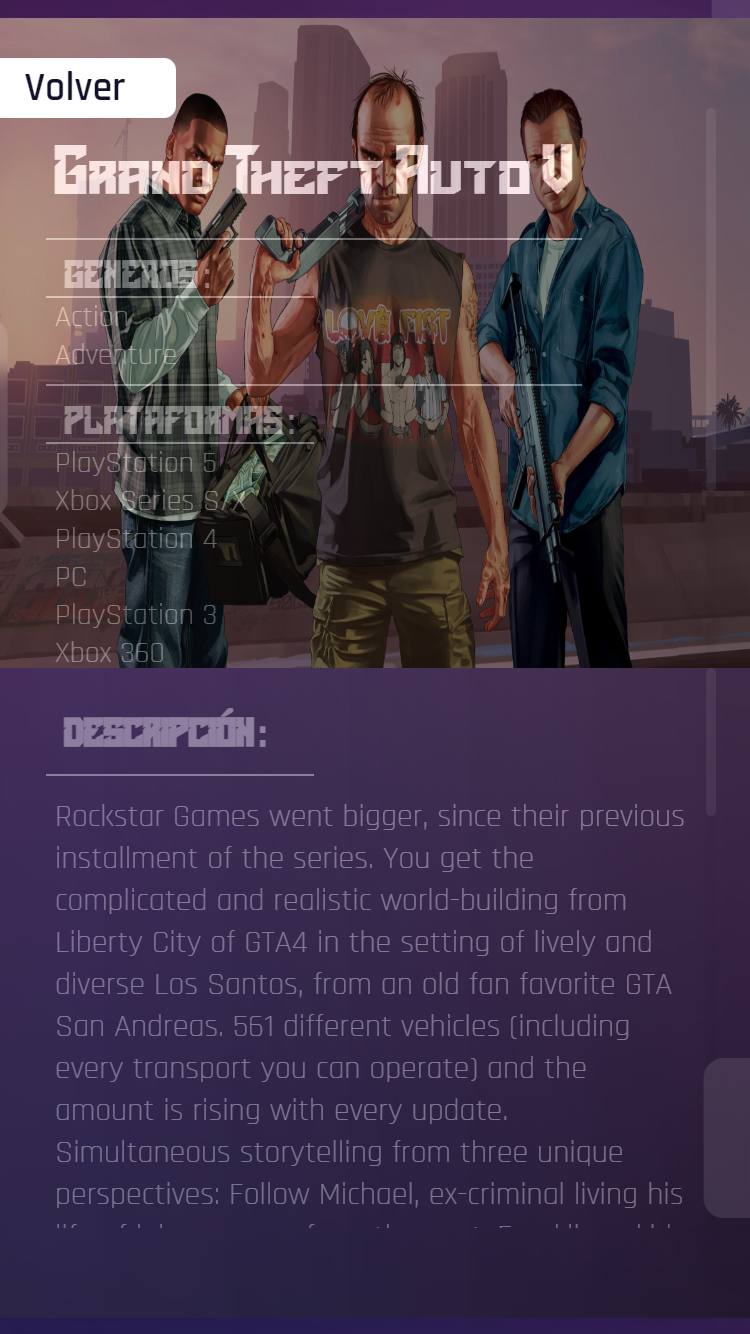 Volver
Grand Theft Auto V
Generos:
Action
Adventure
Plataformas:
PlayStation 5
Xbox Series S/X
PlayStation 4
PC
PlayStation 3
Xbox 360
Descripción:
Rockstar Games went bigger, since their previous
installment of the series. You get the
complicated and realistic world-building from
Liberty City of GTA4 in the setting of lively and
diverse Los Santos, from an old fan favorite GTA
San Andreas. 561 different vehicles (including
every transport you can operate) and the
amount is rising with every update.
Simultaneous storytelling from three unique
perspectives: Follow Michael, ex-criminal living his